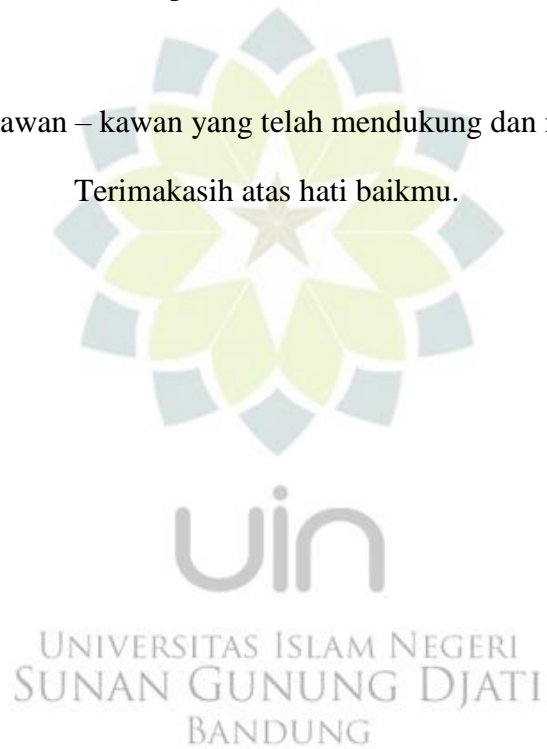 awan – kawan yang telah mendukung dan
Terimakasih atas hati baikmu.
uin
UNIVERSITAS ISLAM NEGERI
SUNAN GUNUNG DJATI
BANDUNG